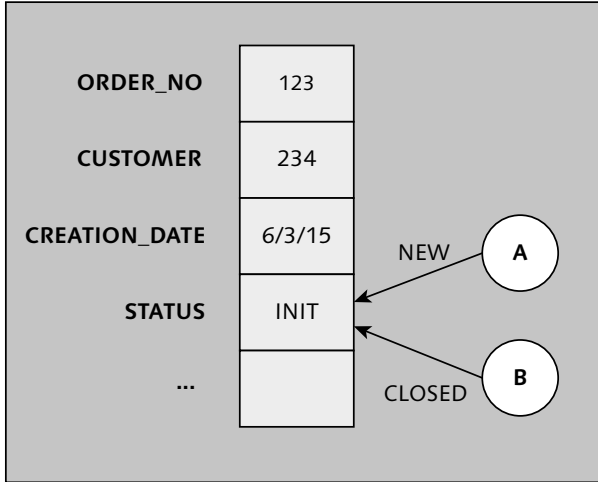 ORDER_NO 123
CUSTOMER 234
CREATION_DATE 6/3/15
NEW A
STATUS INIT
... B
CLOSED